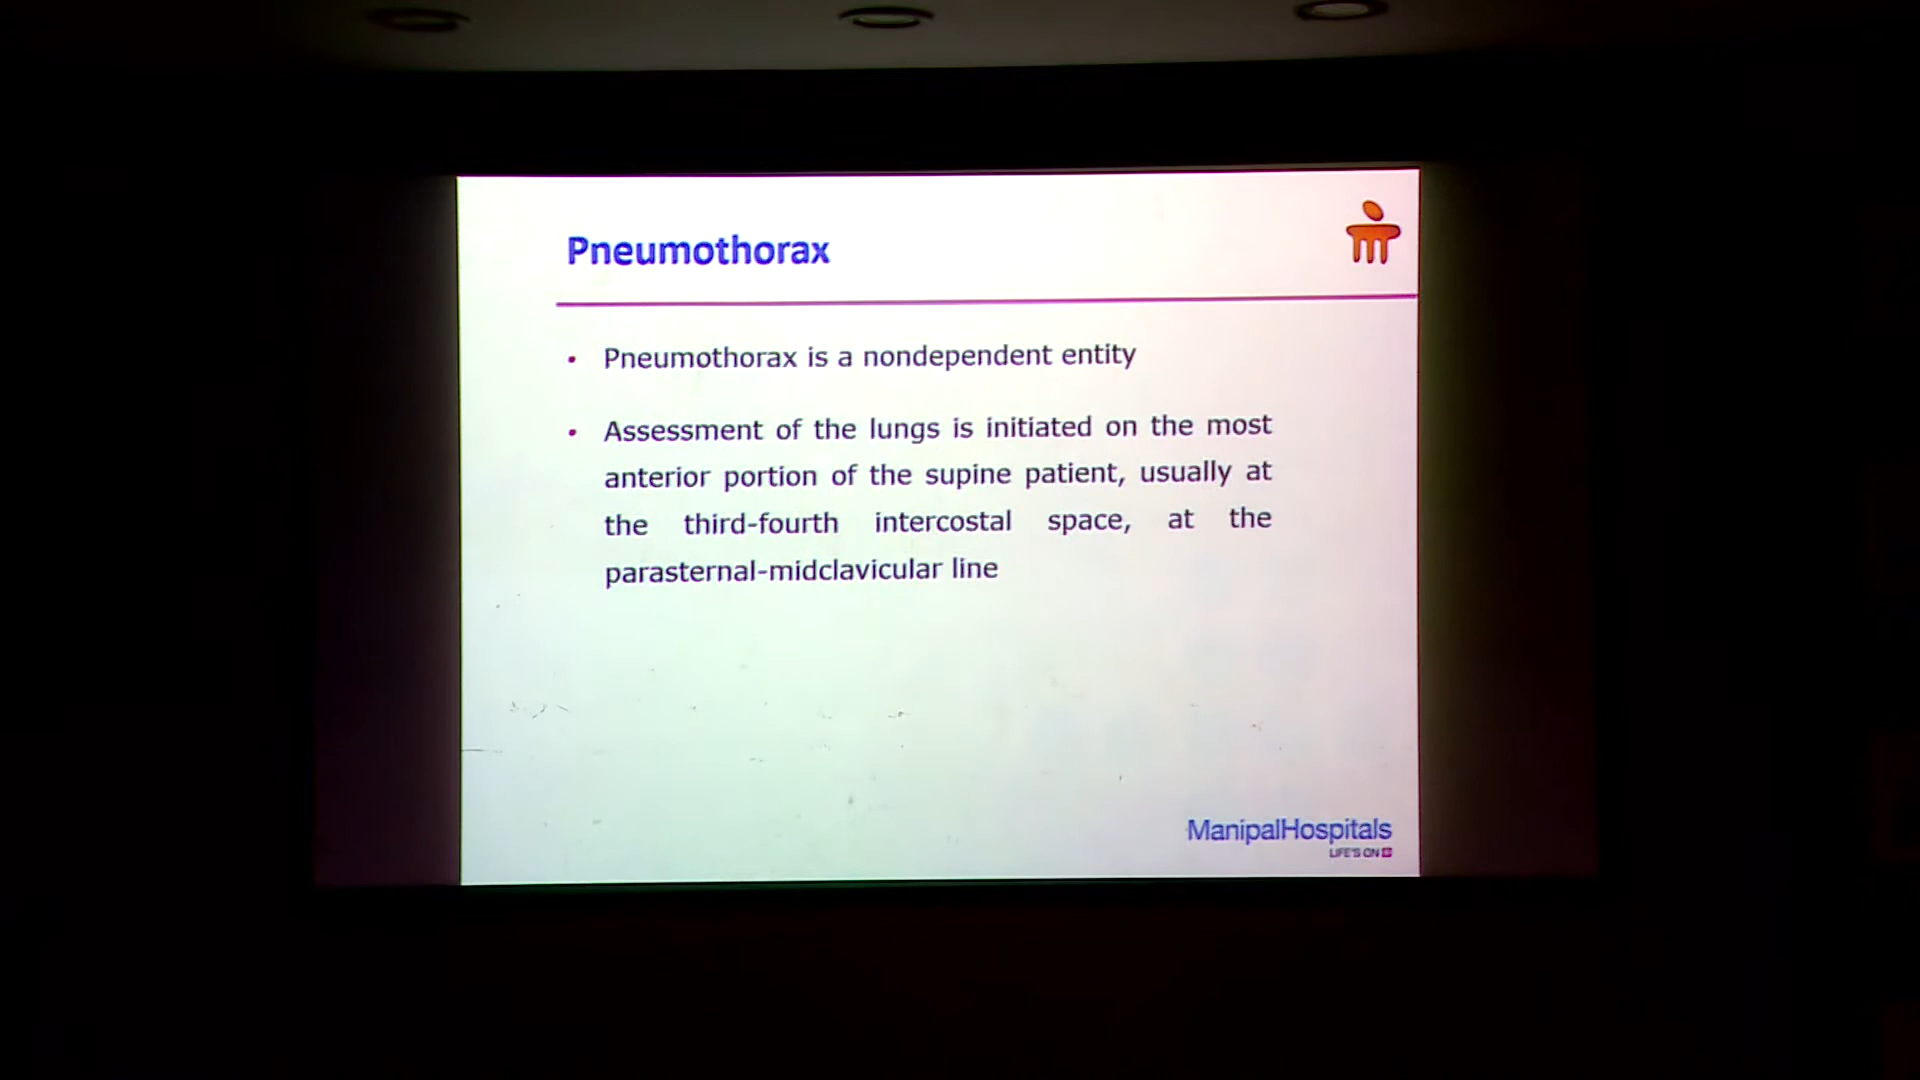 Pneumothorax
• Pneumothorax is a nondependent entity
• Assessment of the lungs is initiated on the most
anterior portion of the supine patient, usually at
the third-fourth intercostal space, at the
parasternal-midclavicular line
ManipalHospitals
LIFE'S ON